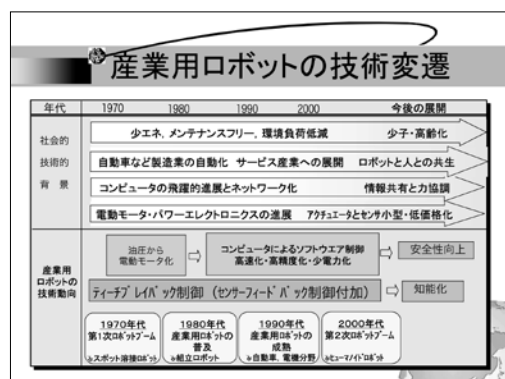 産業用ロボットの技術変遷
年代 1970 1980 1990 2000 今後の展開
社会的
技術的
背 景
少エネ，メンテナンスフリー，環境負荷低減 少子・高齢化
自動車など製造業の自動化 サービス産業への展開 ロボットと人との共生
コンピュータの飛躍的進展とネットワーク化 情報共有と力協調
電動モータ・パワーエレクトロニクスの進展 アクチュエータとセンサ小型・低価格化
産業用
ロボットの
技術動向
油圧から
電動モータ化
コンピュータによるソフトウエア制御
高速化・高精度化・少電力化
安全性向上
ティーチプレイバック制御（センサーフィードバック制御付加）
知能化
1970年代
第1次ロボットブーム
スポット溶接ロボット
1980年代
産業用ロボットの
普及
組立ロボット
1990年代
産業用ロボットの
成熟
自動車、電機分野
2000年代
第2次ロボットブーム
ヒューマノイドロボット